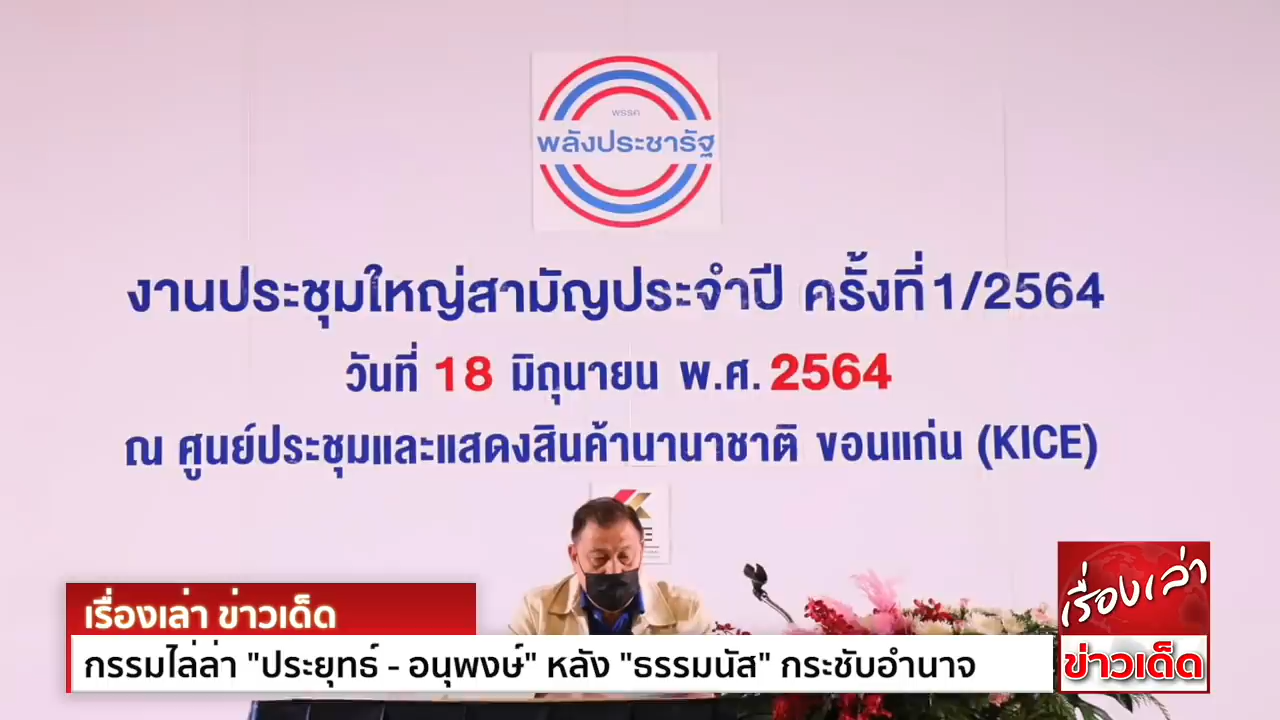 พรรค
พลังประชารัฐ
งานประชุมใหญ่สามัญประจำปี ครั้งที่ 1/2564
วันที่ 18 มิถุนายน พ.ศ. 2564
ณ ศูนย์ประชุมและแสดงสินค้านานาชาติ ขอนแก่น (KICE)
เรื่องเล่า ข่าวเด็ด
กรรมไล่ล่า "ประยุทธ์ - อนุพงษ์" หลัง "ธรรมนัส" กระชับอำนาจ
เรื่องเล่า
ข่าวเด็ด